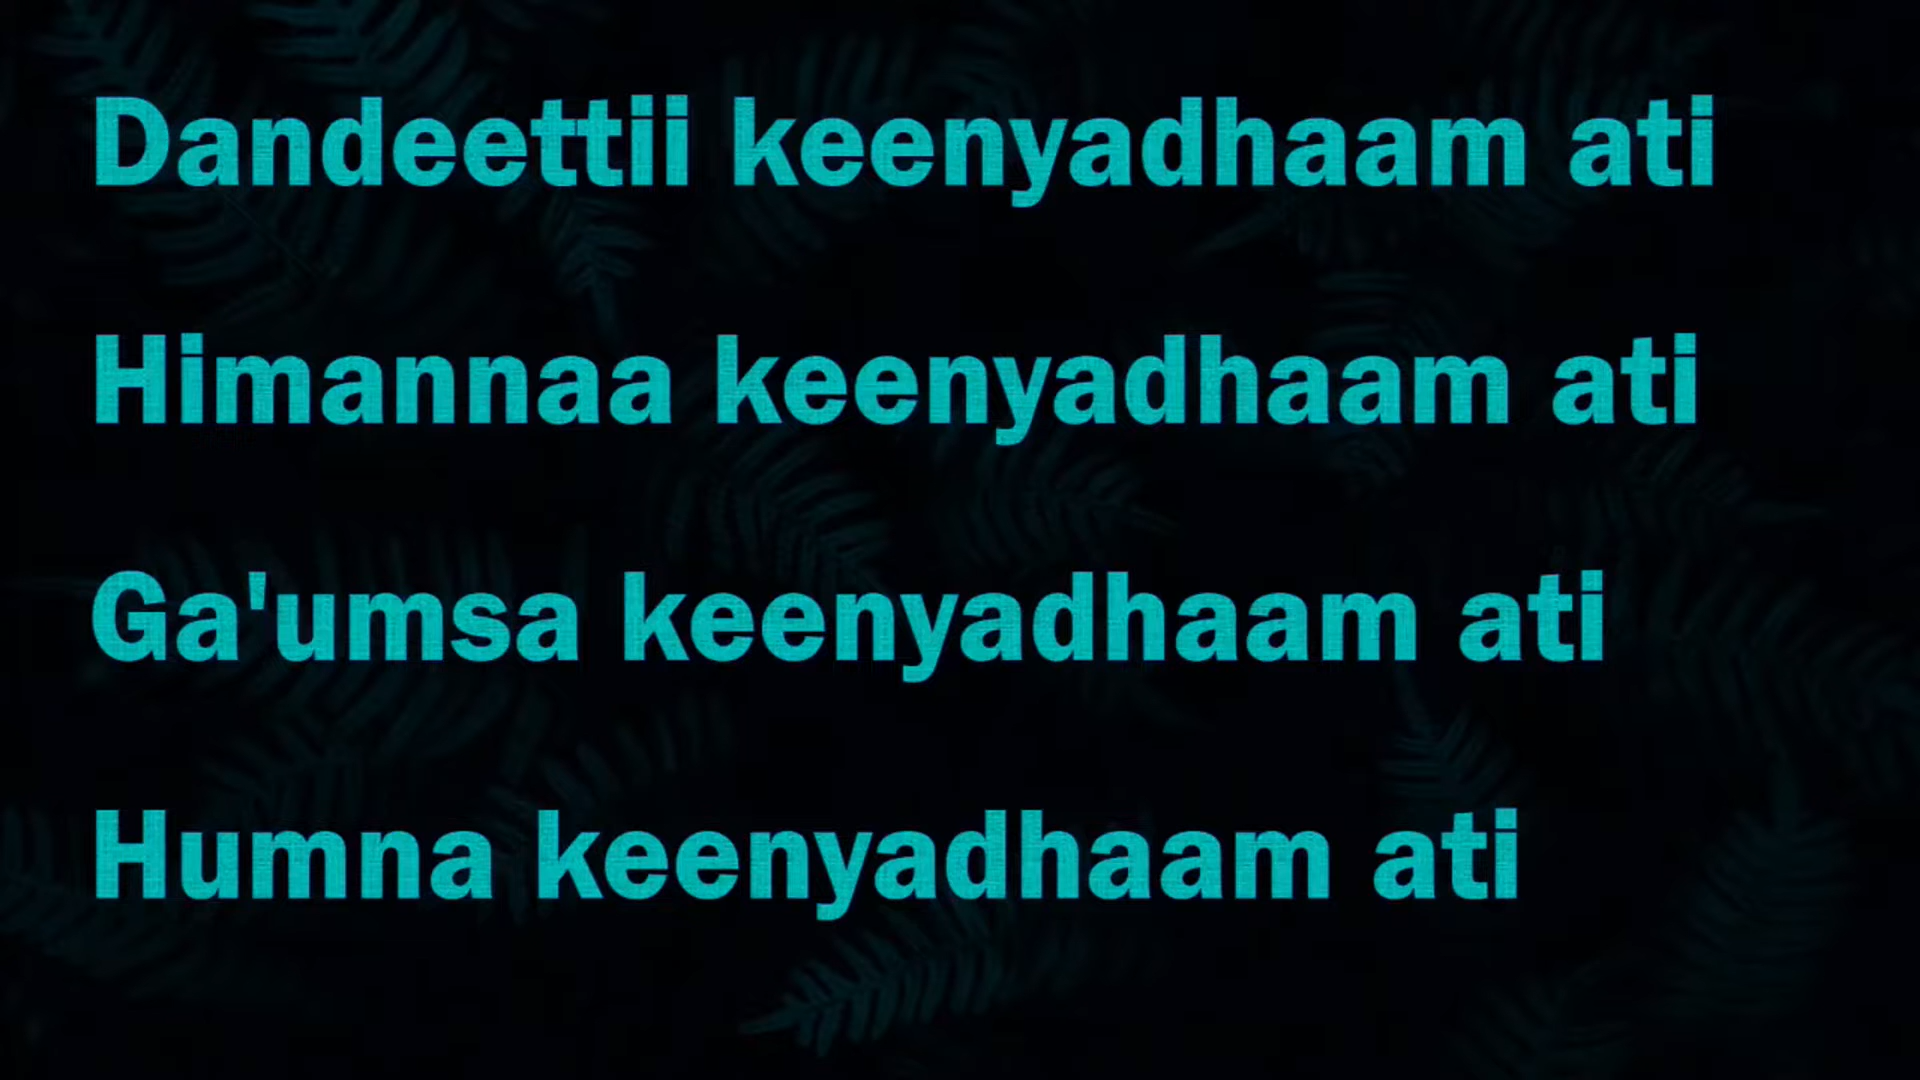 Dandeettii keenyadhaam ati
Himannaa keenyadhaam ati
Ga'umsa keenyadhaam ati
Humna keenyadhaam ati